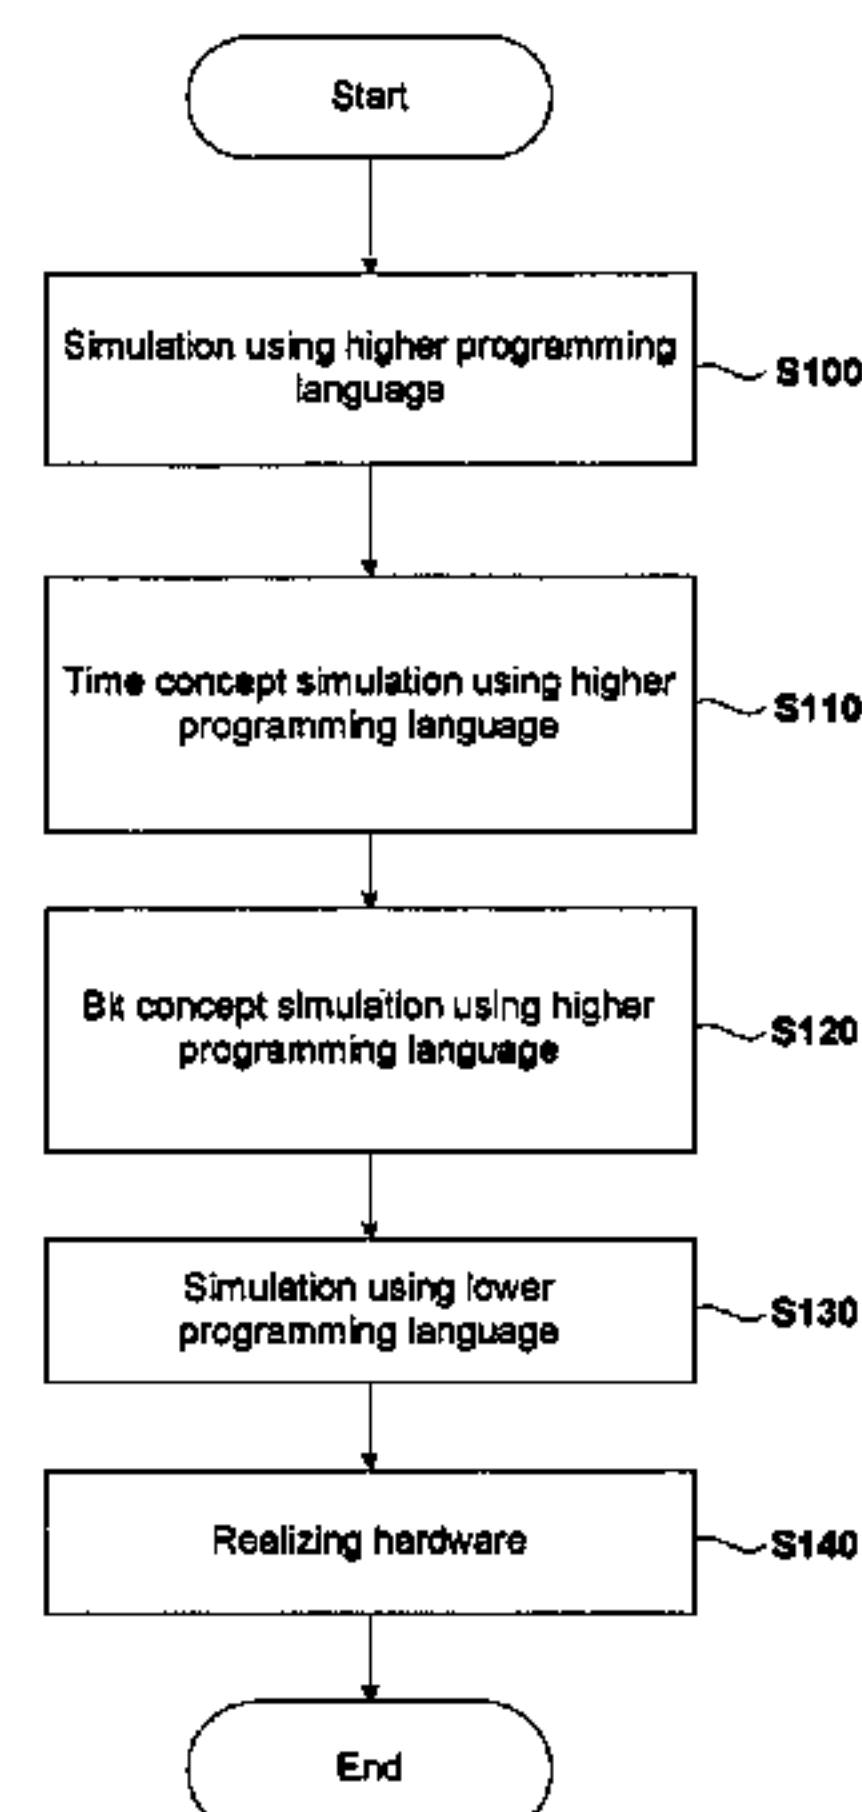 Start
Simulation using higher programming
language
S100
Time concept simulation using higher
programming language
S110
Bit concept simulation using higher
programming language
S120
Simulation using lower
programming language
S130
Realizing hardware
S140
End